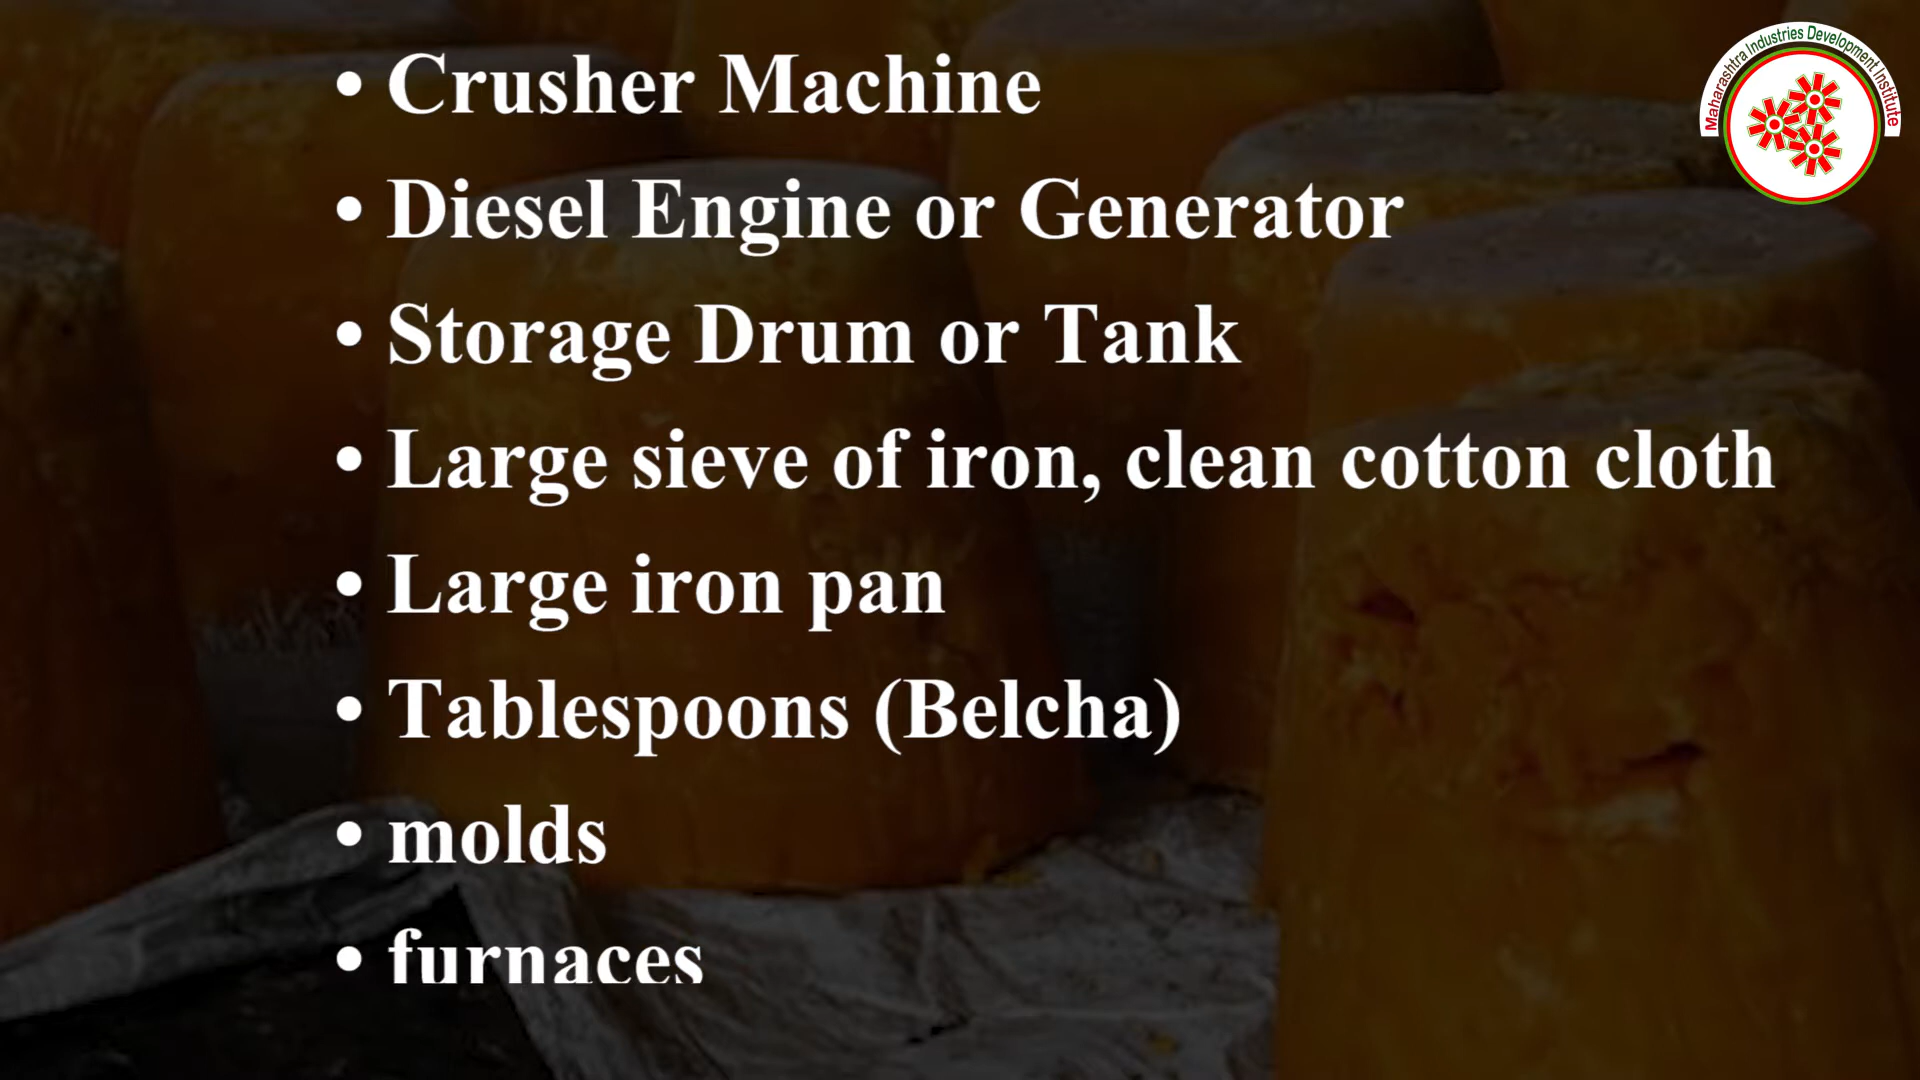 Maharashtra Industries Development Institute
• Crusher Machine
• Diesel Engine or Generator
• Storage Drum or Tank
• Large sieve of iron, clean cotton cloth
• Large iron pan
• Tablespoons (Belcha)
• molds
• furnaces